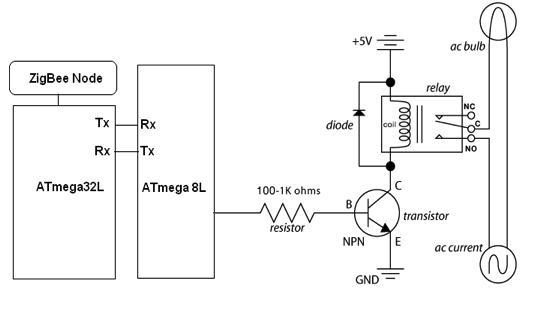 +5V
ac bulb
ZigBee Node
relay
NC
Tx
Rx
diode
coil
C
Rx
Tx
NO
ATmega32L
ATmega 8L
100-1K ohms
C
B
transistor
resistor
NPN
E
ac current
GND